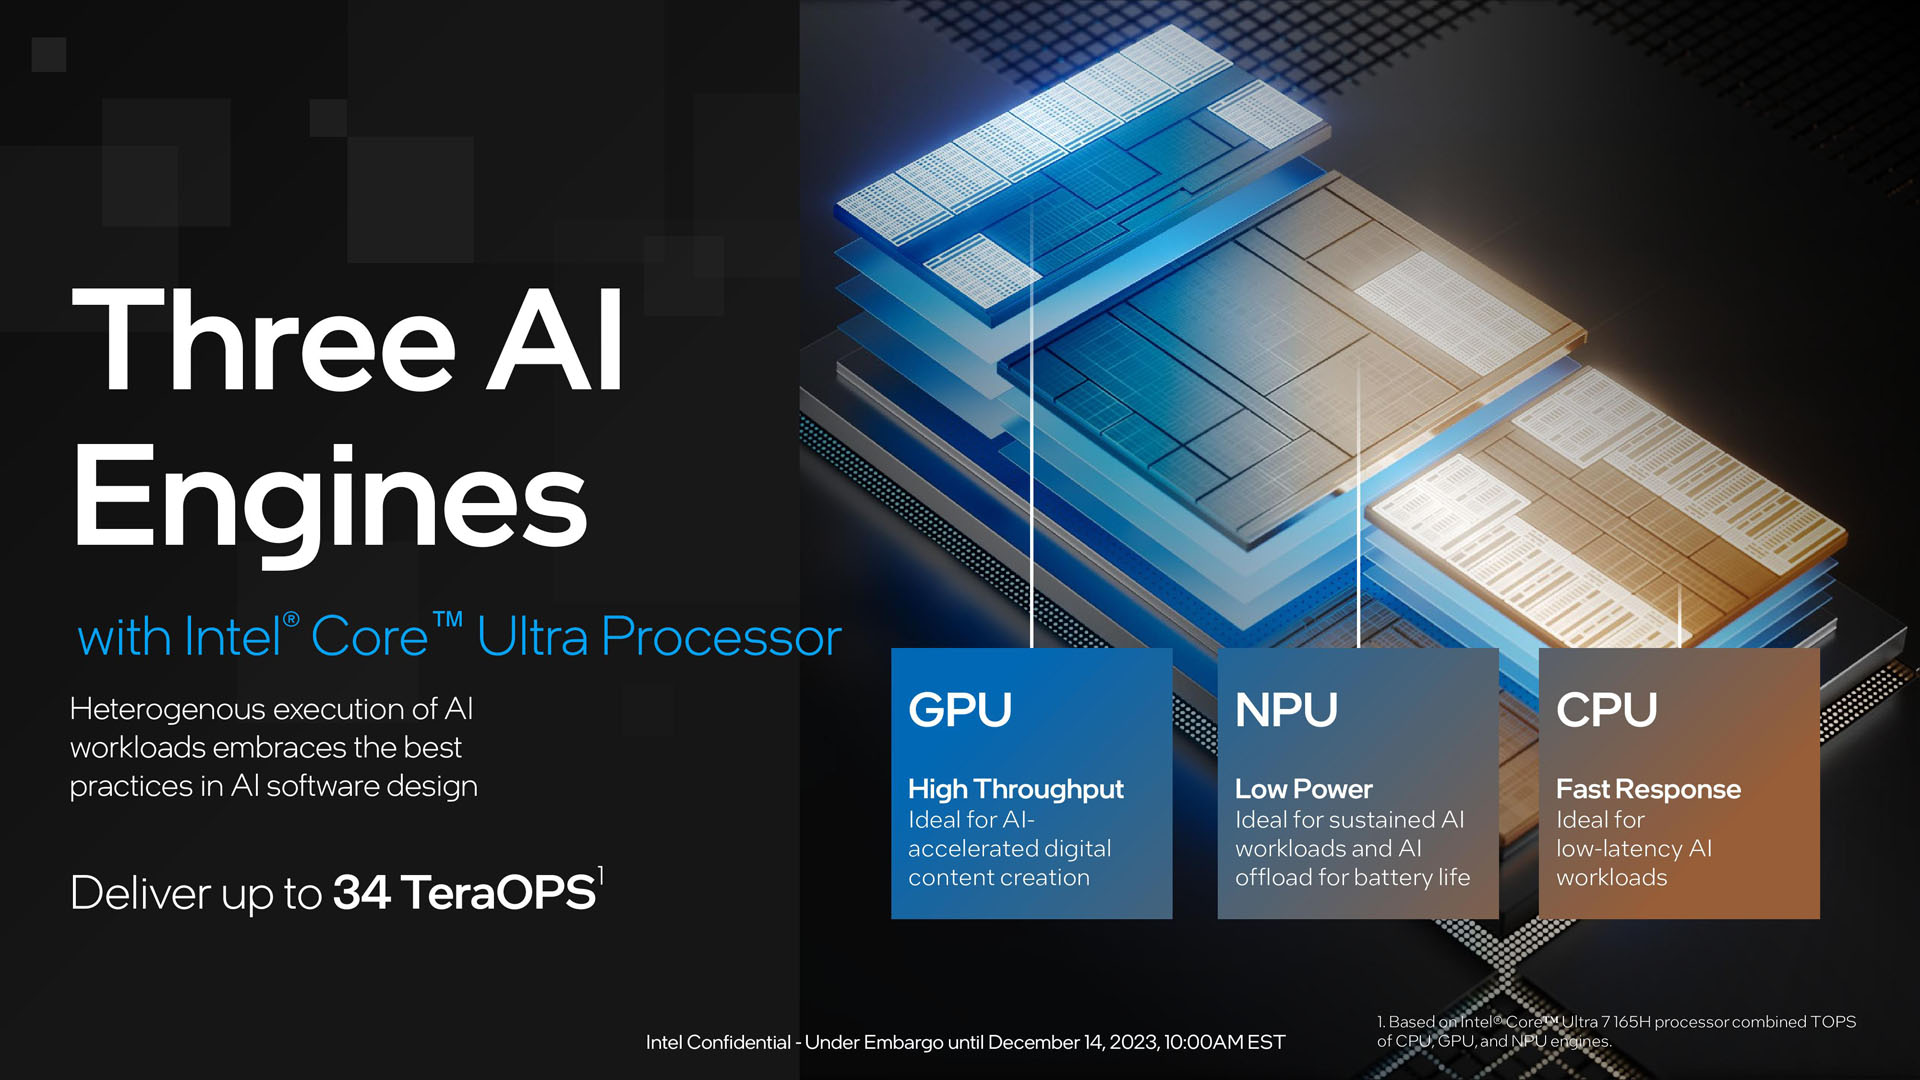 Three AI
Engines
with Intel® Core™ Ultra Processor
Heterogenous execution of AI
workloads embraces the best
practices in AI software design
Deliver up to 34 TeraOPS¹
GPU
High Throughput
Ideal for AI-
accelerated digital
content creation
NPU
Low Power
Ideal for sustained AI
workloads and AI
offload for battery life
CPU
Fast Response
Ideal for
low-latency AI
workloads
Intel Confidential - Under Embargo until December 14, 2023, 10:00AM EST
1. Based on Intel® Core™ Ultra 7 165H processor combined TOPS
of CPU, GPU, and NPU engines.